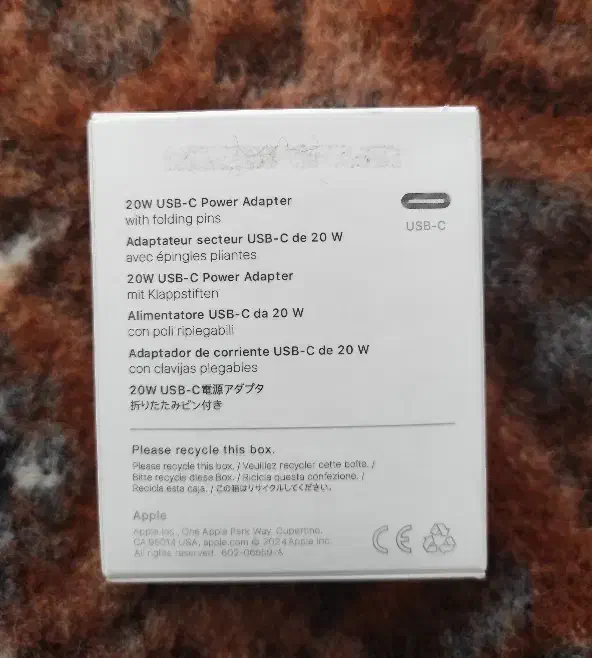 20W USB-C Power Adapter
with folding pins
USB-C
Adaptateur secteur USB-C de 20 W
avec épingles pliantes
20W USB-C Power Adapter
mit Klappstiften
Alimentatore USB-C da 20 W
con poli ripiegabili
Adaptador de corriente USB-C de 20 W
con clavijas plegables
20W USB-C電源アダプタ
折りたたみピン付き
Please recycle this box.
Please recycle this box. / Veuillez recycler cette boîte. /
Bitte recycle diese Box. / Ricicla questa confezione. /
Recicla esta caja. / この箱はリサイクルしてください。
Apple
Apple Inc., One Apple Park Way, Cupertino,
CA 95014 USA, apple.com © 2024 Apple Inc.
All rights reserved.
CE